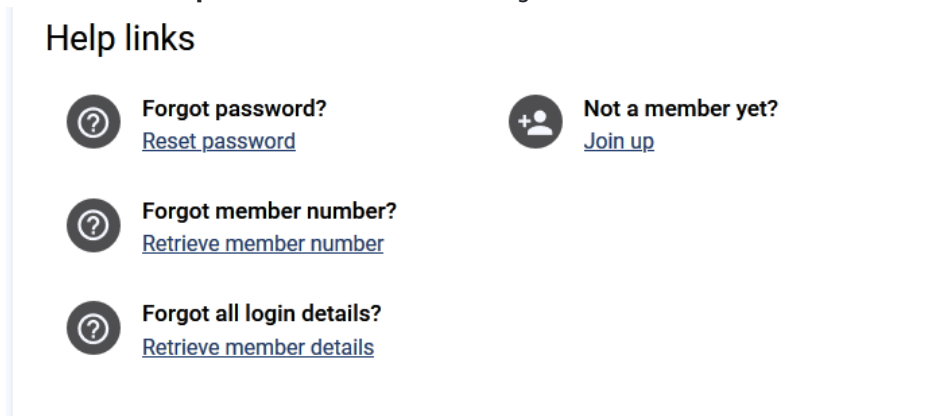 Help links
Forgot password?
Reset password
Not a member yet?
Join up
Forgot member number?
Retrieve member number
Forgot all login details?
Retrieve member details